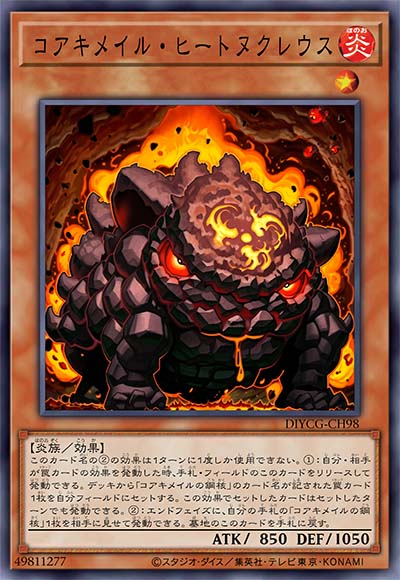 コアキメイル・ヒートヌクレウス
ほのお
炎
DIYCG-CH98
【炎族／効果】
このカード名の②の効果は1ターンに1度しか使用できない。①：自分・相手
が罠カードの効果を発動した時、手札・フィールドのこのカードをリリースして
発動できる。デッキから「コアキメイルの鋼核」のカード名が記された罠カード
1枚を自分フィールドにセットする。この効果でセットしたカードはセットしたター
ンでも発動できる。②：エンドフェイズに、自分の手札の「コアキメイルの鋼
核」1枚を相手に見せて発動できる。墓地のこのカードを手札に戻す。
ATK/ 850 DEF/1050
49811277
©スタジオ・ダイス／集英社・テレビ東京・KONAMI